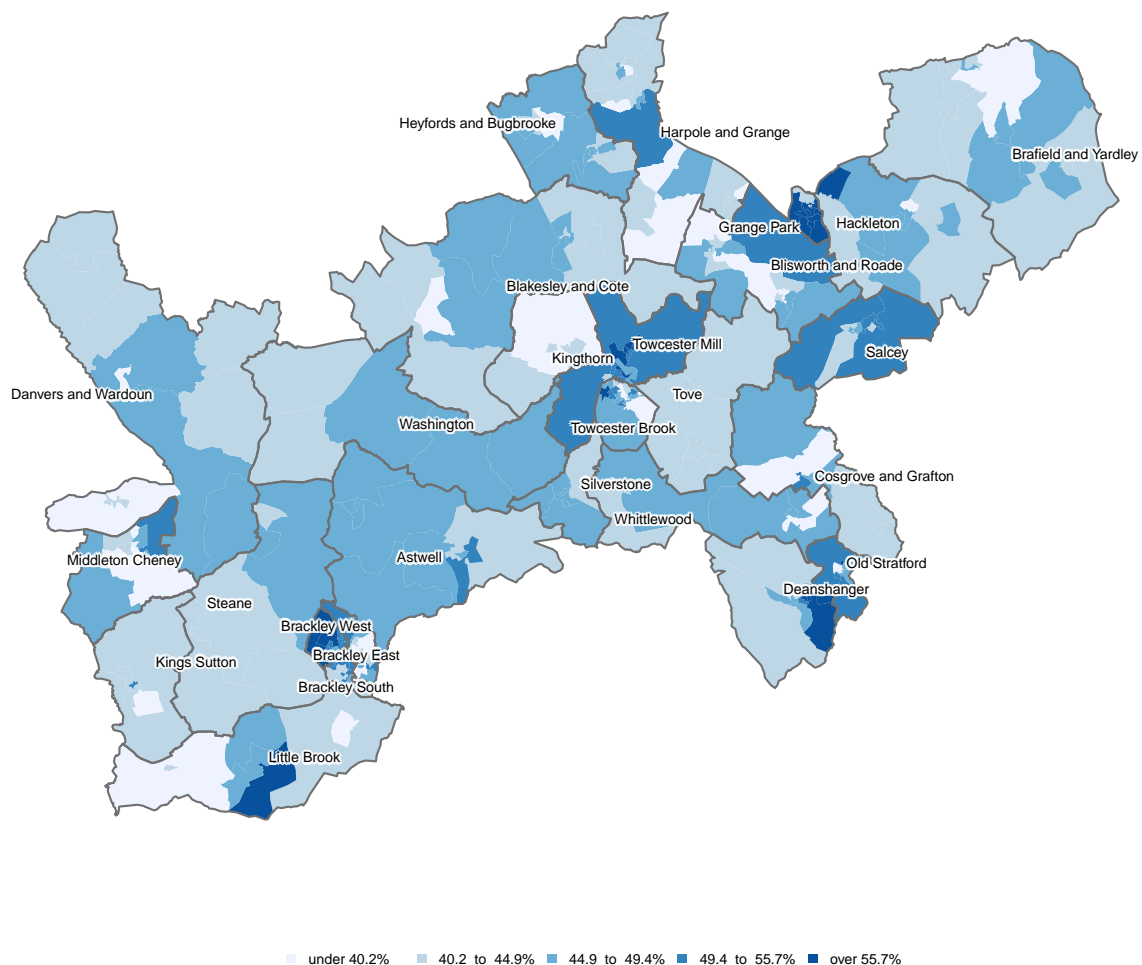 Heyfords and Bugbrooke
Harpole and Grange
Brafield and Yardley
Grange Park
Hackleton
Blisworth and Roade
Blakesley and Cote
Towcester Mill
Kingthorn
Salcey
Danvers and Wardoun
Tove
Washington
Towcester Brook
Cosgrove and Grafton
Silverstone
Whittlewood
Middleton Cheney
Astwell
Old Stratford
Deanshanger
Steane
Brackley West
Brackley East
Kings Sutton
Brackley South
Little Brook
under 40.2% 40.2 to 44.9% 44.9 to 49.4% 49.4 to 55.7% over 55.7%